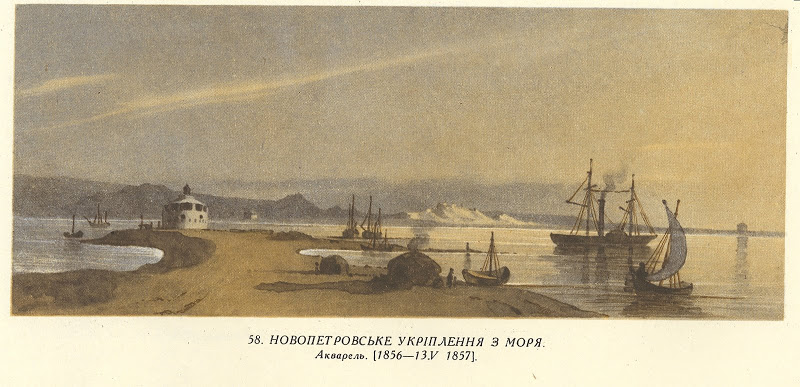 58. НОВОПЕТРОВСЬКЕ УКРІПЛЕННЯ З МОРЯ.
Акварель. [1856—13.V 1857].